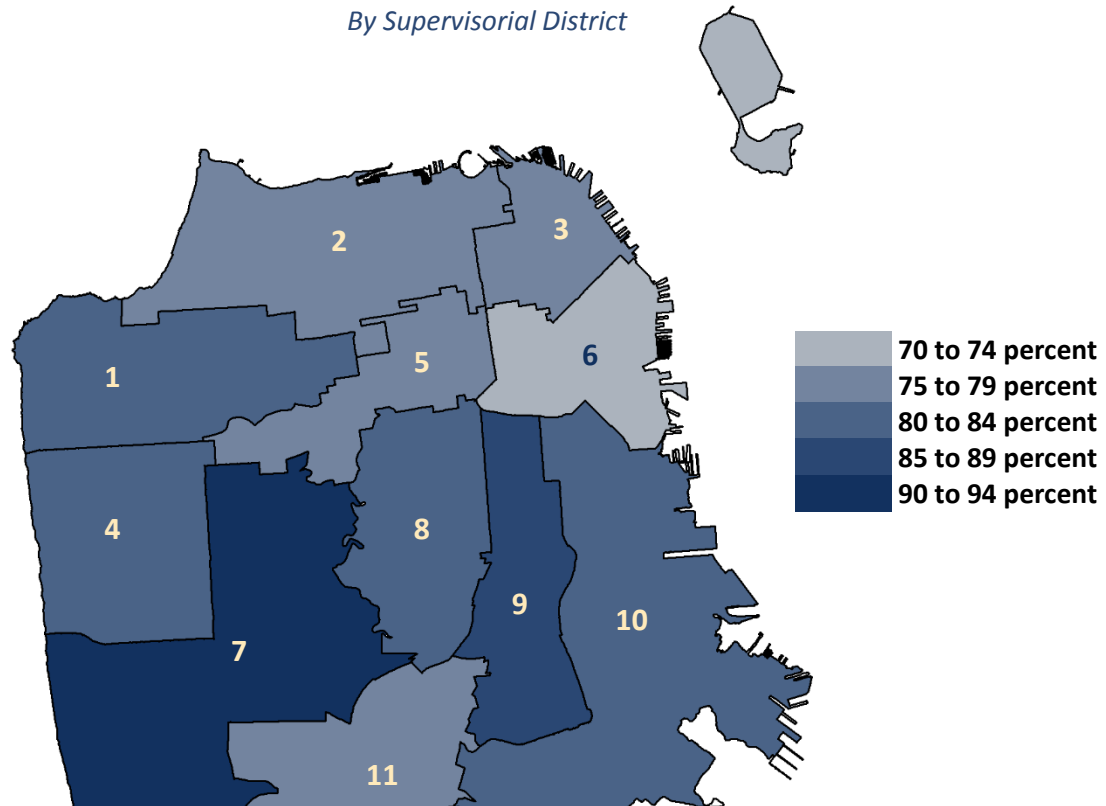 By Supervisorial District
2
3
1
5
6
70 to 74 percent
75 to 79 percent
80 to 84 percent
85 to 89 percent
90 to 94 percent
4
8
9
10
7
11